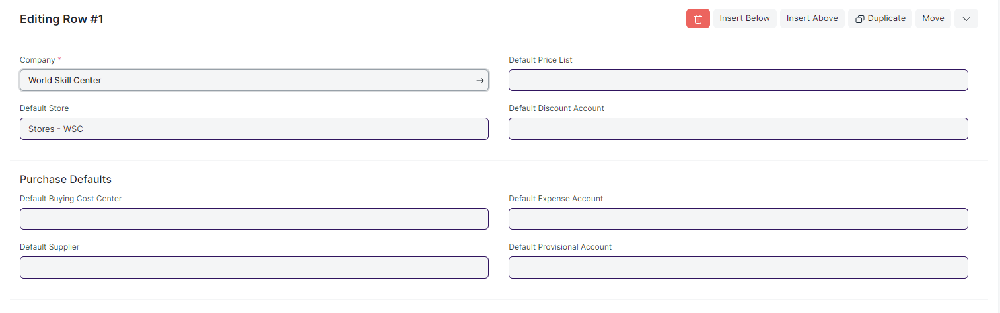 Editing Row #1
Insert Below
Insert Above
Duplicate
Move
Company *
World Skill Center
Default Price List
Default Store
Stores - WSC
Default Discount Account
Purchase Defaults
Default Buying Cost Center
Default Expense Account
Default Supplier
Default Provisional Account